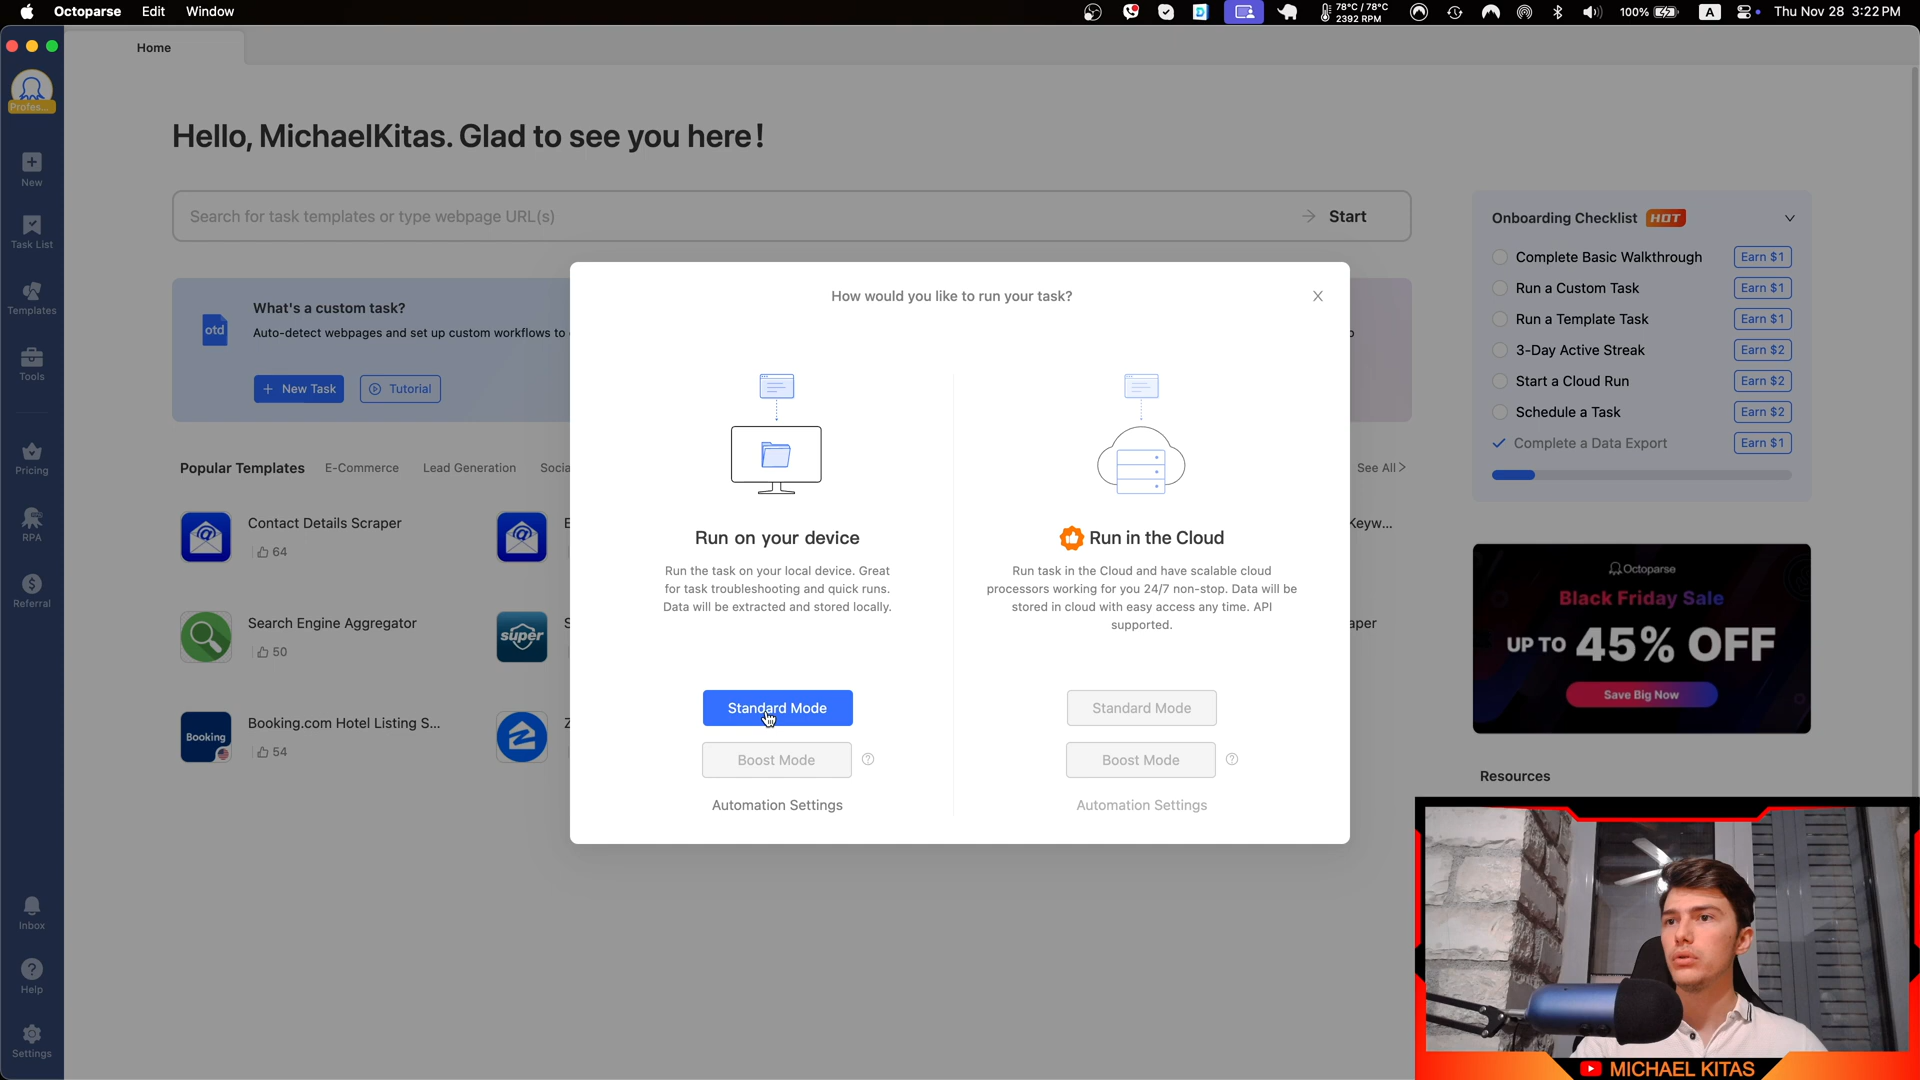 Octoparse Edit Window
78°C / 78°C
2392 RPM
100%
A
Thu Nov 28 3:22 PM
Home
Profes...
New
Task List
Templates
Tools
Pricing
RPA
Referral
Inbox
Help
Settings
Hello, MichaelKitas. Glad to see you here!
Search for task templates or type webpage URL(s)
Start
otd
What's a custom task?
Auto-detect webpages and set up custom workflows to
New Task
Tutorial
Popular Templates E-Commerce Lead Generation Socia
See All
Contact Details Scraper
64
Keyw...
Search Engine Aggregator
50
super
aper
Booking
Booking.com Hotel Listing S...
54
How would you like to run your task?
Run on your device
Run the task on your local device. Great
for task troubleshooting and quick runs.
Data will be extracted and stored locally.
Standard Mode
Boost Mode
Automation Settings
Run in the Cloud
Run task in the Cloud and have scalable cloud
processors working for you 24/7 non-stop. Data will be
stored in cloud with easy access any time. API
supported.
Standard Mode
Boost Mode
Automation Settings
Onboarding Checklist HOT
Complete Basic Walkthrough Earn $1
Run a Custom Task Earn $1
Run a Template Task Earn $1
3-Day Active Streak Earn $2
Start a Cloud Run Earn $2
Schedule a Task Earn $2
Complete a Data Export Earn $1
Octoparse
Black Friday Sale
UP TO 45% OFF
Save Big Now
Resources
MICHAEL KITAS